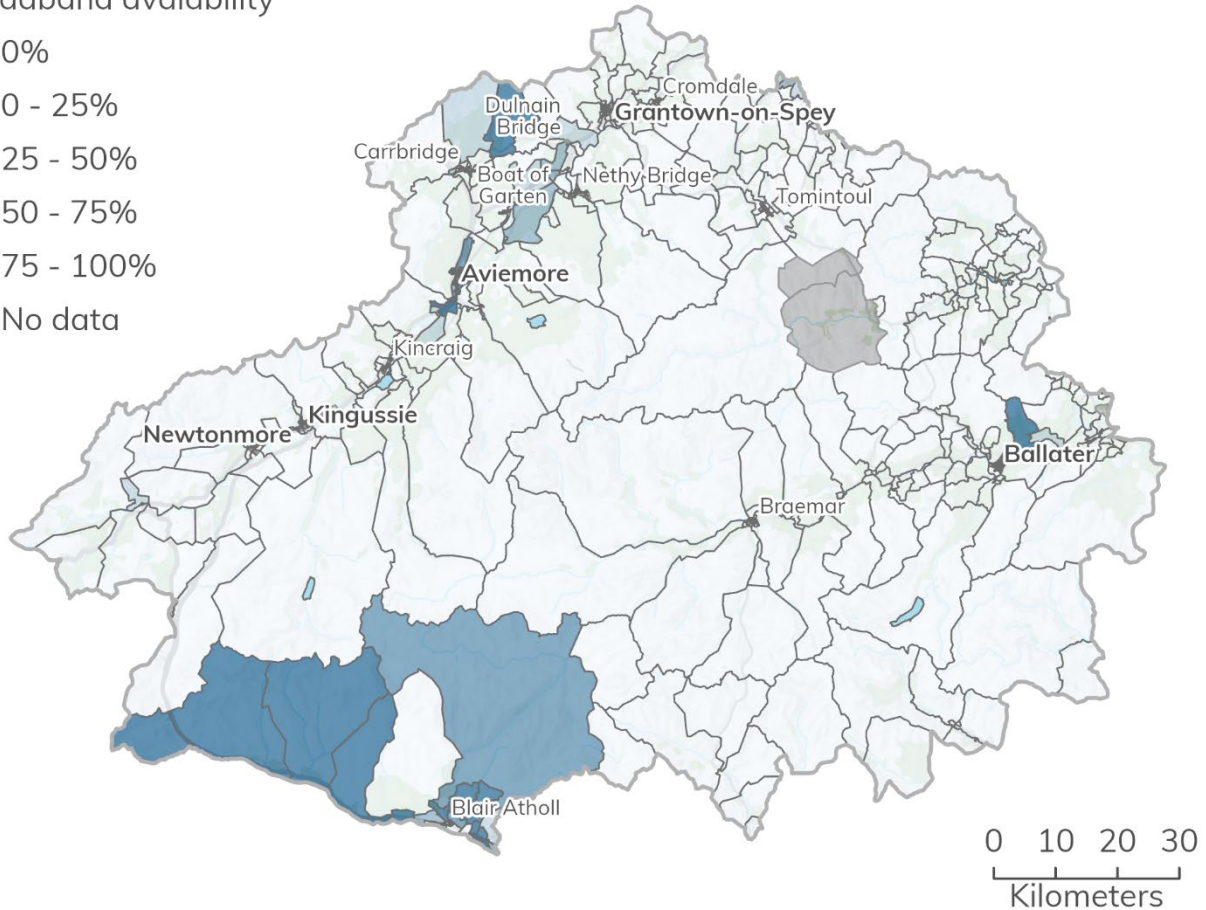 0%
0 - 25%
25 - 50%
50 - 75%
75 - 100%
No data
Cromdale
Grantown-on-Spey
Dulnain
Bridge
Carrbridge
Boat of
Garten
Nethy Bridge
Tomintoul
Aviemore
Kincraig
Kingussie
Newtonmore
Ballater
Braemar
Blair Atholl
0 10 20 30
Kilometers